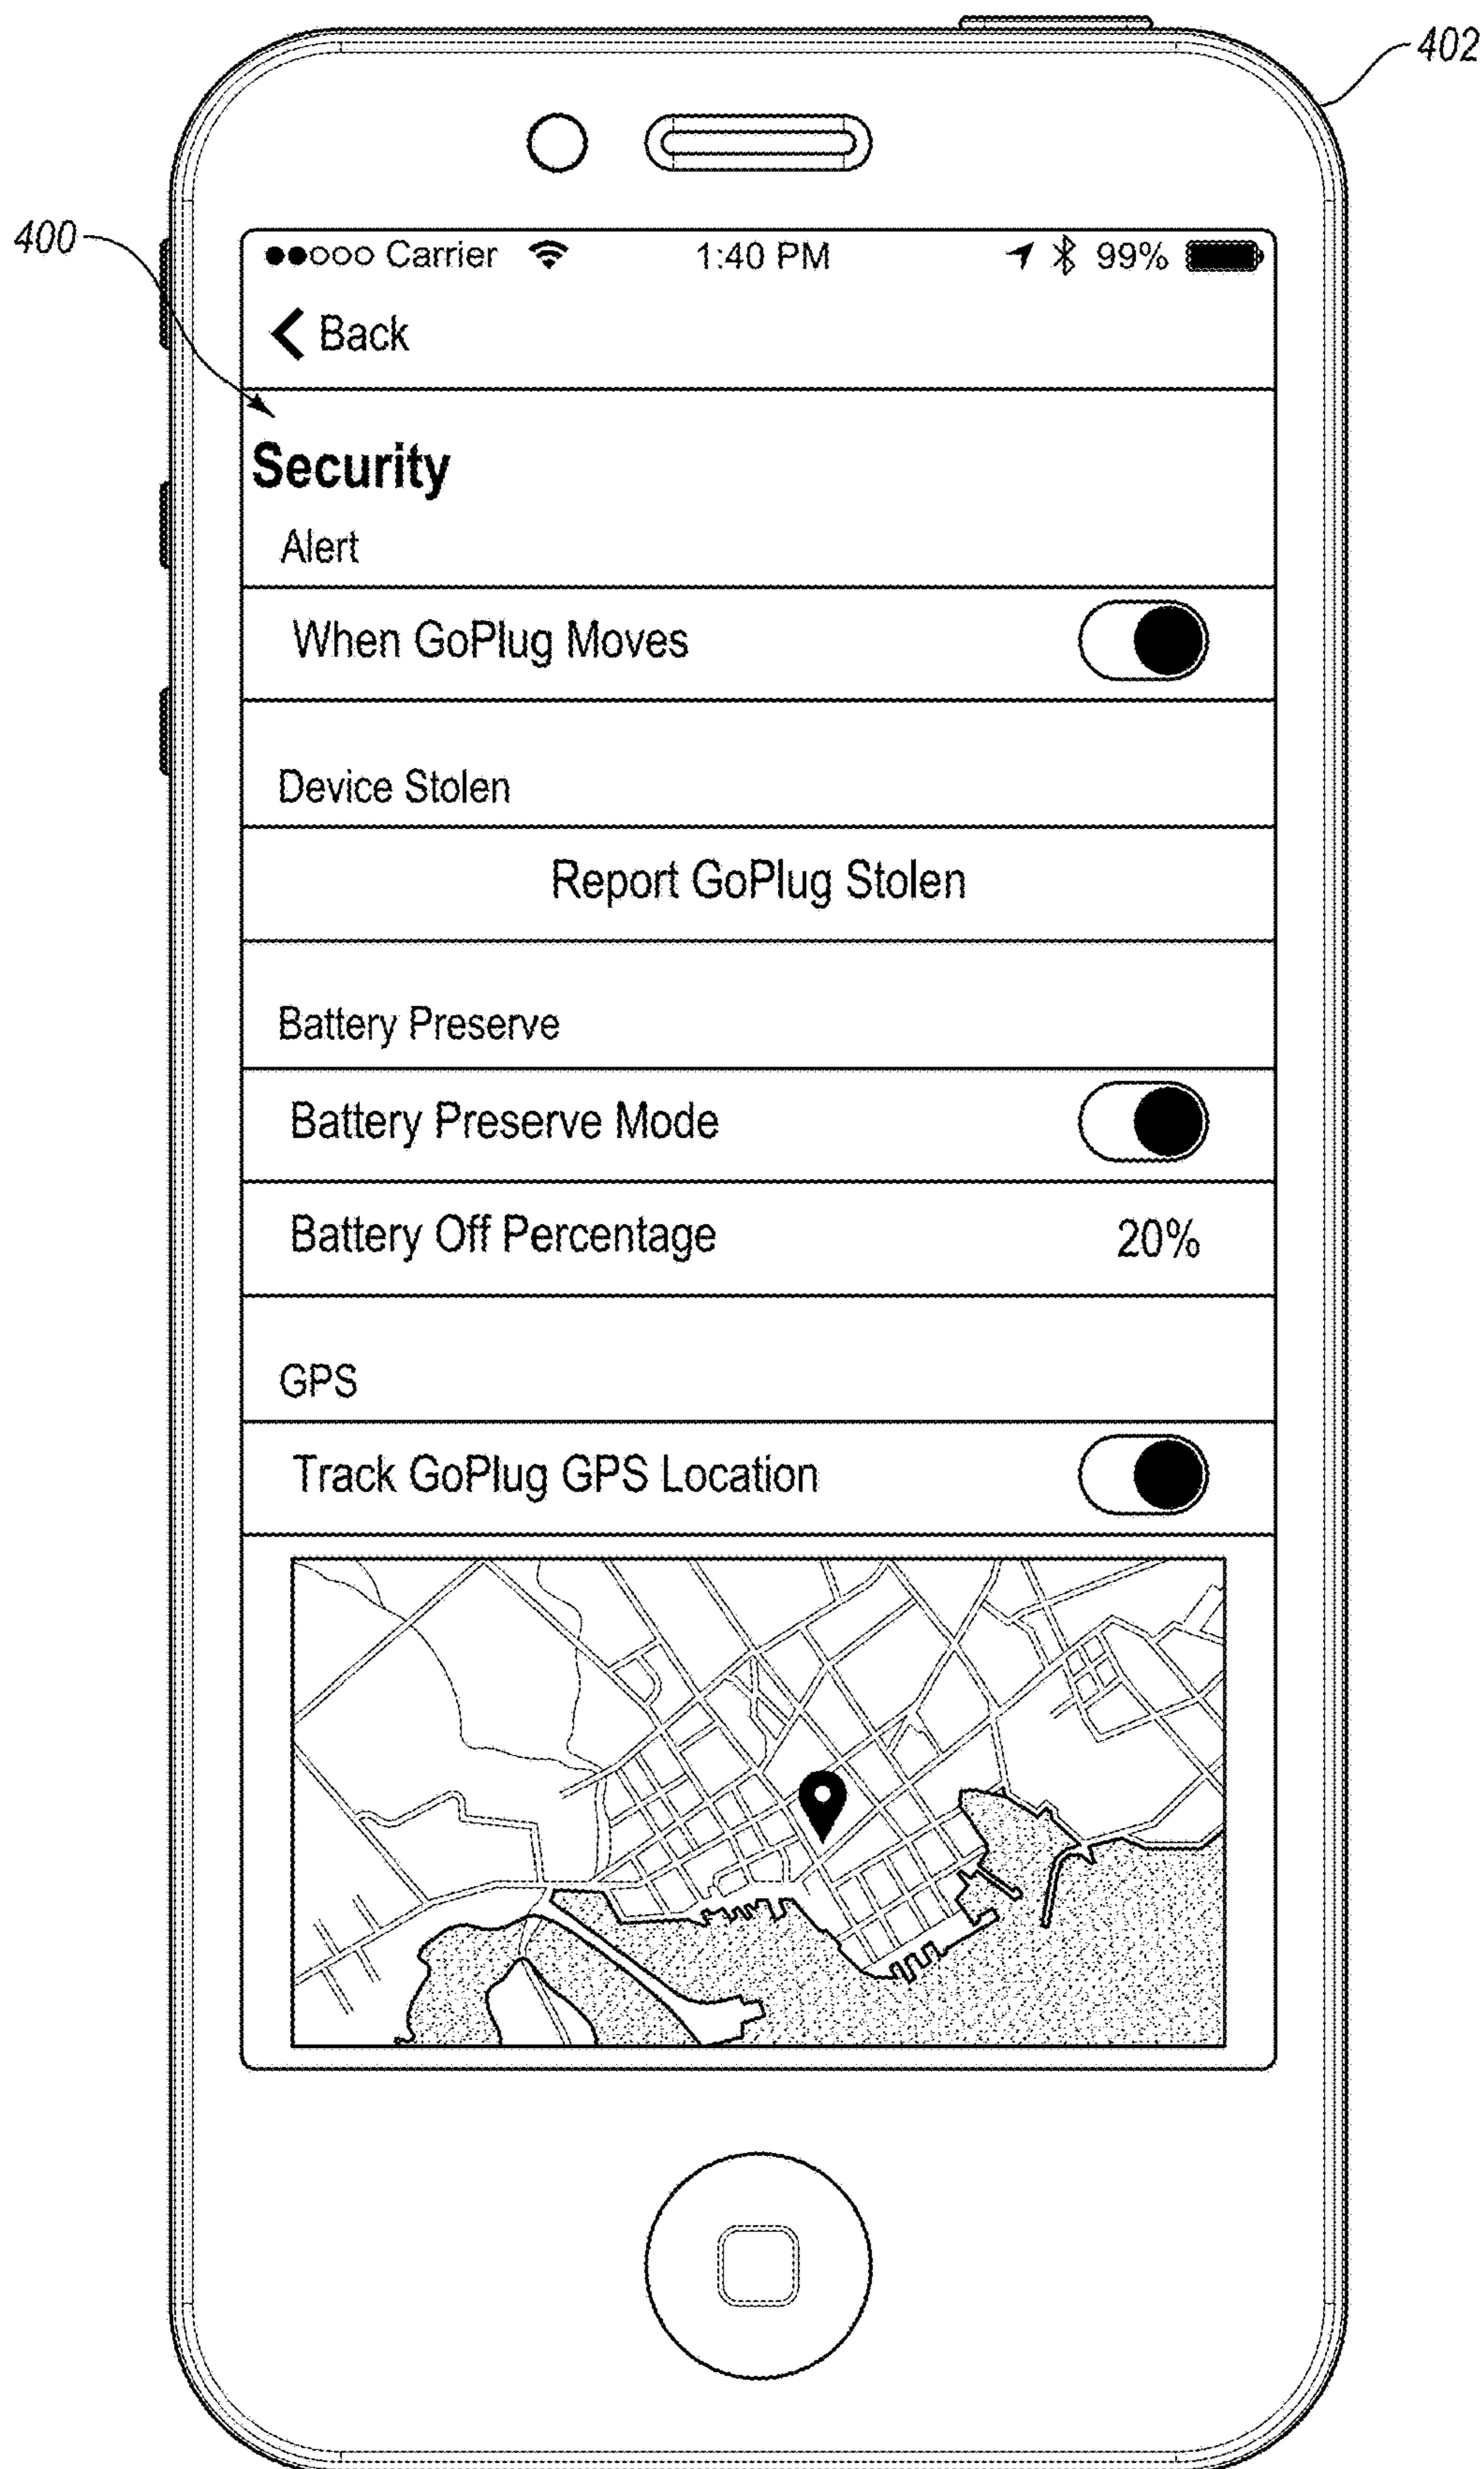 402
400
Carrier 1:40 PM 99%
Back
Security
Alert
When GoPlug Moves
Device Stolen
Report GoPlug Stolen
Battery Preserve
Battery Preserve Mode
Battery Off Percentage 20%
GPS
Track GoPlug GPS Location